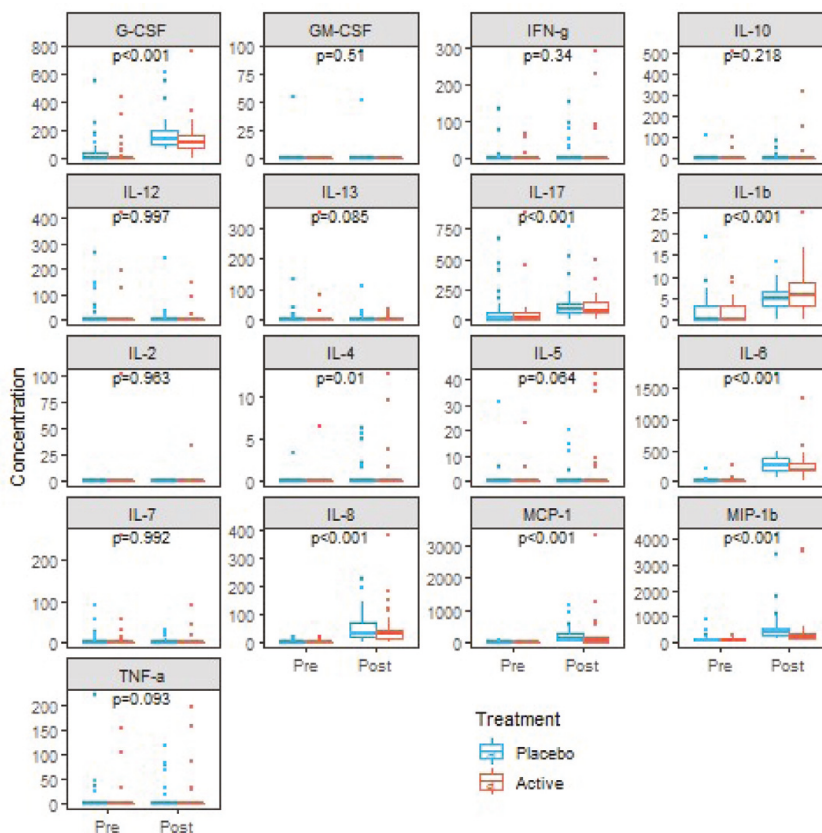 G-CSF GM-CSF IFN-g IL-10
p<0.001 p=0.51 p=0.34 p=0.218
800 100 300 500
600 75 200 400
400 50 100 300
200 25 0 200
0 0 100
0
IL-12 IL-13 IL-17 IL-1b
p=0.997 p=0.085 p<0.001 p<0.001
400 300 750 25
300 200 500 20
200 100 250 15
100 0 0 10
0 5
0
IL-2 IL-4 IL-5 IL-6
p=0.963 p=0.01 p=0.064 p<0.001
100 10 40 1500
75 5 30 1000
50 0 20 500
25 10 0
0 0
Concentration
IL-7 IL-8 MCP-1 MIP-1b
p=0.992 p<0.001 p<0.001 p<0.001
200 400 3000 4000
100 300 2000 3000
0 200 1000 2000
100 0 1000
0 0
Pre Post Pre Post Pre Post
TNF-a
p=0.093
200
150
100
50
0
Pre Post
Treatment
Placebo
Active